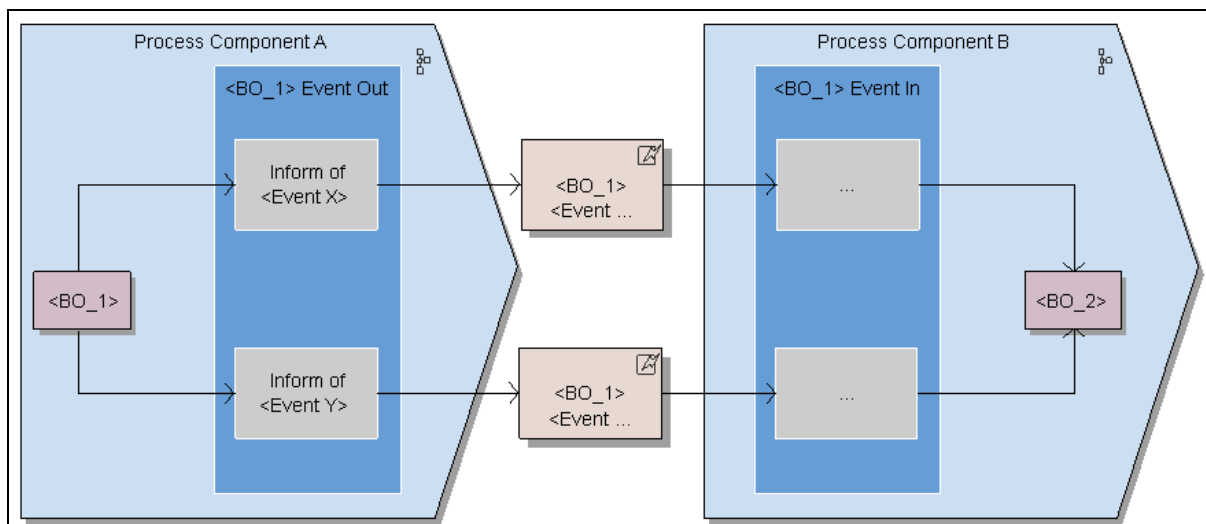 Process Component A
<BO_1> Event Out
Inform of
<Event X>
<BO_1>
Inform of
<Event Y>
<BO_1>
<Event ...
<BO_1>
<Event ...
Process Component B
<BO_1> Event In
...
...
<BO_2>